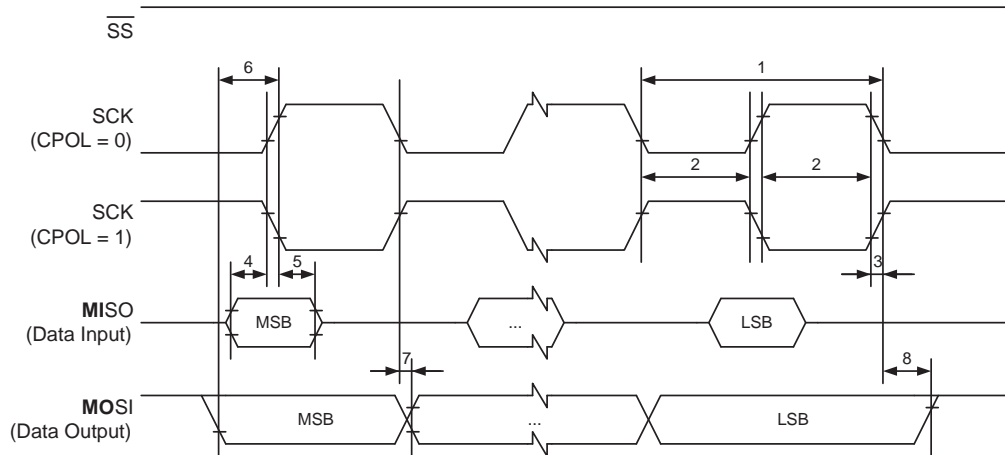 SS
6
1
SCK
(CPOL = 0)
2
2
SCK
(CPOL = 1)
4
5
3
MISO
(Data Input)
MSB
...
LSB
7
8
MOSI
(Data Output)
MSB
...
LSB